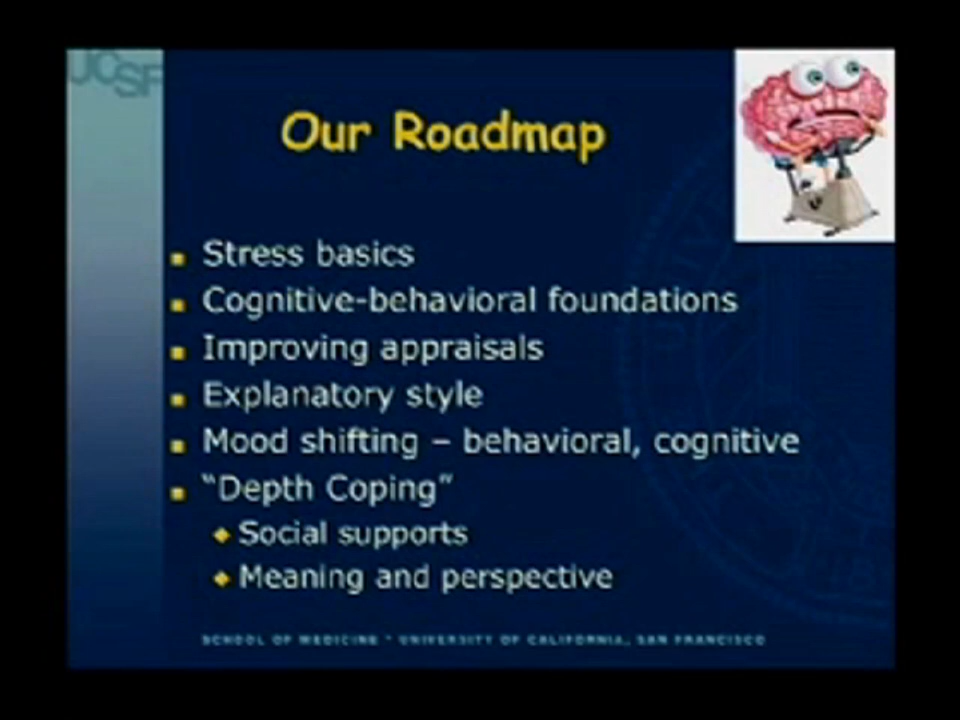 UCSF
Our Roadmap
Stress basics
Cognitive-behavioral foundations
Improving appraisals
Explanatory style
Mood shifting – behavioral, cognitive
“Depth Coping”
Social supports
Meaning and perspective
SCHOOL OF MEDICINE * UNIVERSITY OF CALIFORNIA, SAN FRANCISCO